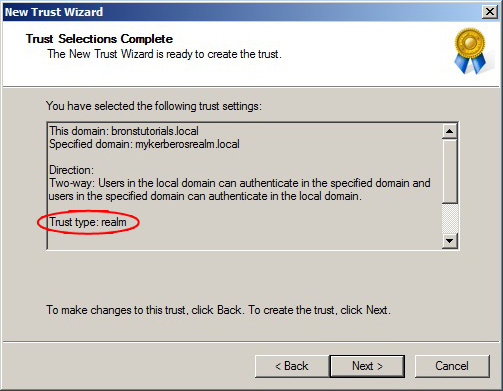 New Trust Wizard
Trust Selections Complete
The New Trust Wizard is ready to create the trust.
You have selected the following trust settings:
This domain: bronstutorials.local
Specified domain: mykerberosrealm.local
Direction:
Two-way: Users in the local domain can authenticate in the specified domain and
users in the specified domain can authenticate in the local domain.
Trust type: realm
To make changes to this trust, click Back. To create the trust, click Next.
< Back
Next >
Cancel